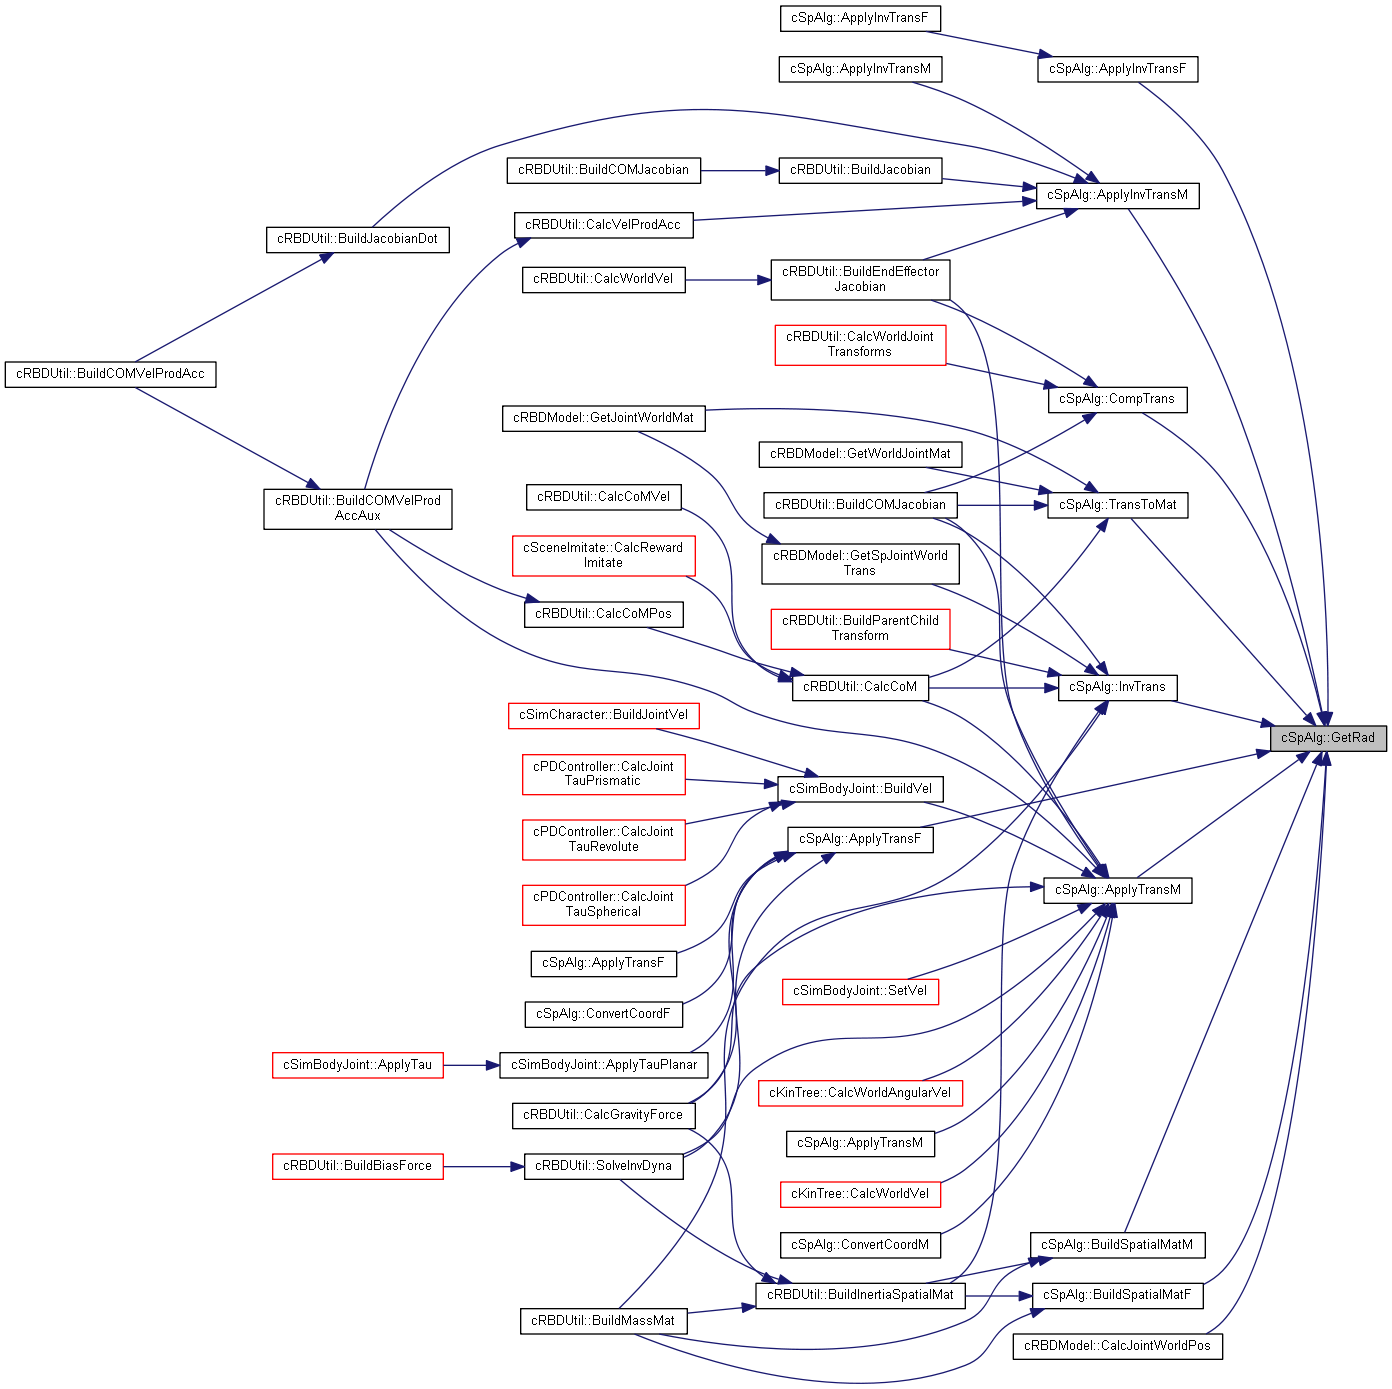 cSpAlg::ApplyInvTransF
cSpAlg::ApplyInvTransM
cSpAlg::ApplyInvTransF
cRBDUtil::BuildCOMJacobian
cRBDUtil::BuildJacobian
cSpAlg::ApplyInvTransM
cRBDUtil::CalcVelProdAcc
cRBDUtil::BuildJacobianDot
cRBDUtil::CalcWorldVel
cRBDUtil::BuildEndEffector
Jacobian
cRBDUtil::CalcWorldJoint
Transforms
cRBDUtil::BuildCOMVelProdAcc
cSpAlg::CompTrans
cRBDModel::GetJointWorldMat
cRBDModel::GetWorldJointMat
cRBDUtil::CalcCoMVel
cRBDUtil::BuildCOMJacobian
cSpAlg::TransToMat
cRBDUtil::BuildCOMVelProd
AccAux
cSceneImitate::CalcReward
Imitate
cRBDModel::GetSpJointWorld
Trans
cRBDUtil::CalcCoMPos
cRBDUtil::BuildParentChild
Transform
cRBDUtil::CalcCoM
cSpAlg::InvTrans
cSimCharacter::BuildJointVel
cSpAlg::GetRad
cPDController::CalcJoint
TauPrismatic
cSimBodyJoint::BuildVel
cPDController::CalcJoint
TauRevolute
cSpAlg::ApplyTransF
cPDController::CalcJoint
TauSpherical
cSpAlg::ApplyTransM
cSpAlg::ApplyTransF
cSimBodyJoint::SetVel
cSpAlg::ConvertCoordF
cSimBodyJoint::ApplyTau
cSimBodyJoint::ApplyTauPlanar
cKinTree::CalcWorldAngularVel
cRBDUtil::CalcGravityForce
cSpAlg::ApplyTransM
cRBDUtil::BuildBiasForce
cRBDUtil::SolveInvDyna
cKinTree::CalcWorldVel
cSpAlg::ConvertCoordM
cSpAlg::BuildSpatialMatM
cRBDUtil::BuildInertiaSpatialMat
cSpAlg::BuildSpatialMatF
cRBDUtil::BuildMassMat
cRBDModel::CalcJointWorldPos